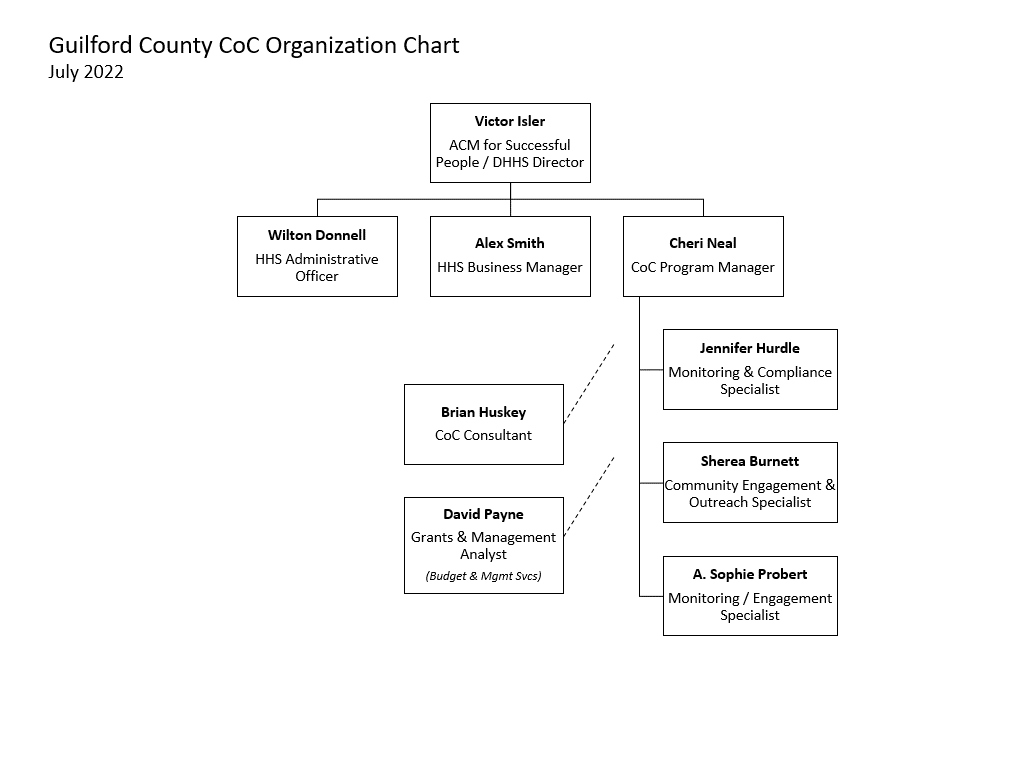 Guilford County CoC Organization Chart
July 2022
Victor Isler
ACM for Successful
People / DHHS Director
Wilton Donnell
HHS Administrative
Officer
Alex Smith
HHS Business Manager
Cheri Neal
CoC Program Manager
Jennifer Hurdle
Monitoring & Compliance
Specialist
Brian Huskey
CoC Consultant
Sherea Burnett
Community Engagement &
Outreach Specialist
David Payne
Grants & Management
Analyst
(Budget & Mgmt Svcs)
A. Sophie Probert
Monitoring / Engagement
Specialist